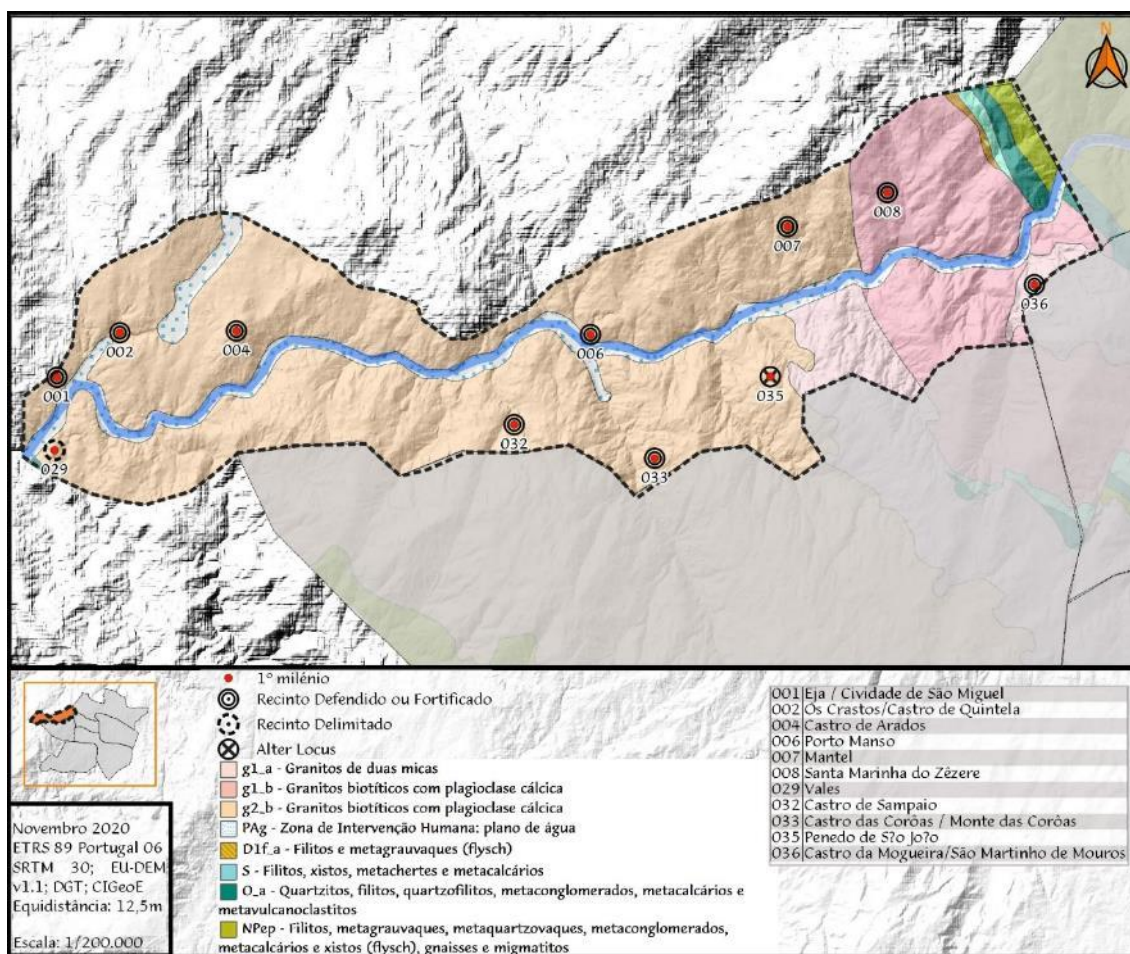 N
008
007
036
002
004
006
001
035
032
029
033
1º milénio
Recinto Defendido ou Fortificado
Recinto Delimitado
Alter Locus
g1_a - Granitos de duas micas
g1_b - Granitos biotíticos com plagioclase cálcica
g2_b - Granitos biotíticos com plagioclase cálcica
PAg - Zona de Intervenção Humana: plano de água
D1f_a - Filitos e metagrauvaques (flysch)
S - Filitos, xistos, metachertes e metacalcários
O_a - Quartzitos, filitos, quartzofilitos, metaconglomerados, metacalcários e
metavulcanoclastitos
NPep - Filitos, metagrauvaques, metaquartzovaques, metaconglomerados,
metacalcários e xistos (flysch), gnaisses e migmatitos
Novembro 2020
ETRS 89 Portugal 06
SRTM 30; EU-DEM
v1.1; DGT; CIGeoE
Equidistância: 12,5m
Escala: 1/200.000
001 Eja / Cividade de São Miguel
002 Os Crastos/Castro de Quintela
004 Castro de Arados
006 Porto Manso
007 Mantel
008 Santa Marinha do Zêzere
029 Vales
032 Castro de Sampaio
033 Castro das Corôas / Monte das Corôas
035 Penedo de S?o Jo?o
036 Castro da Mogueira/São Martinho de Mouros